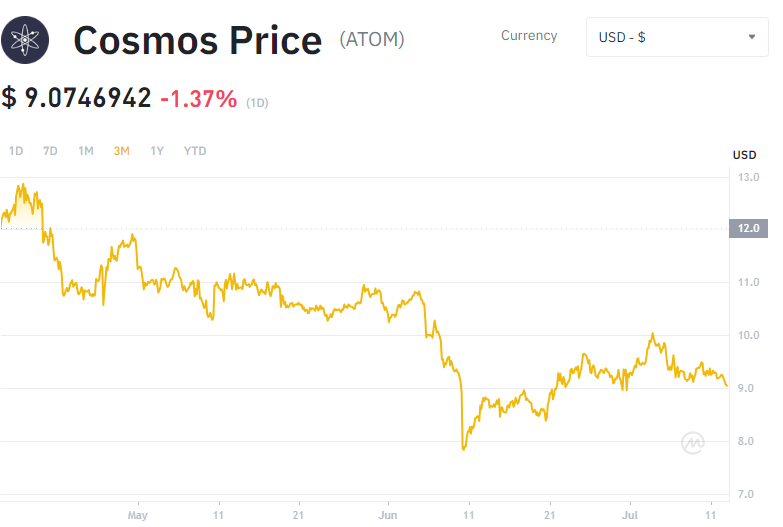 Cosmos Price (ATOM)
Currency
USD - $
$ 9.0746942 -1.37% (1D)
1D 7D 1M 3M 1Y YTD
USD
13.0
12.0
11.0
10.0
9.0
8.0
7.0
May 11 21 Jun 11 21 Jul 11